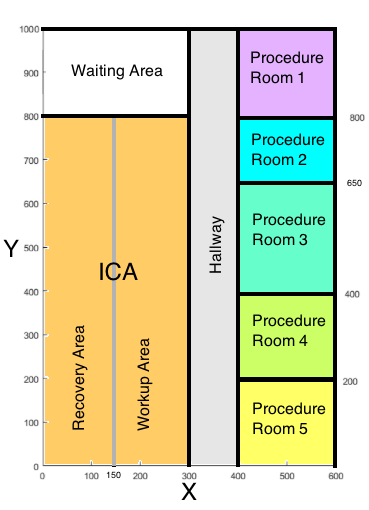 1000
900
800
700
600
500
400
300
200
100
0
Y
Waiting Area
ICA
Recovery Area
Workup Area
Hallway
Procedure
Room 1
Procedure
Room 2
Procedure
Room 3
Procedure
Room 4
Procedure
Room 5
800
650
400
200
0 100 150 200 300 400 500 600
X